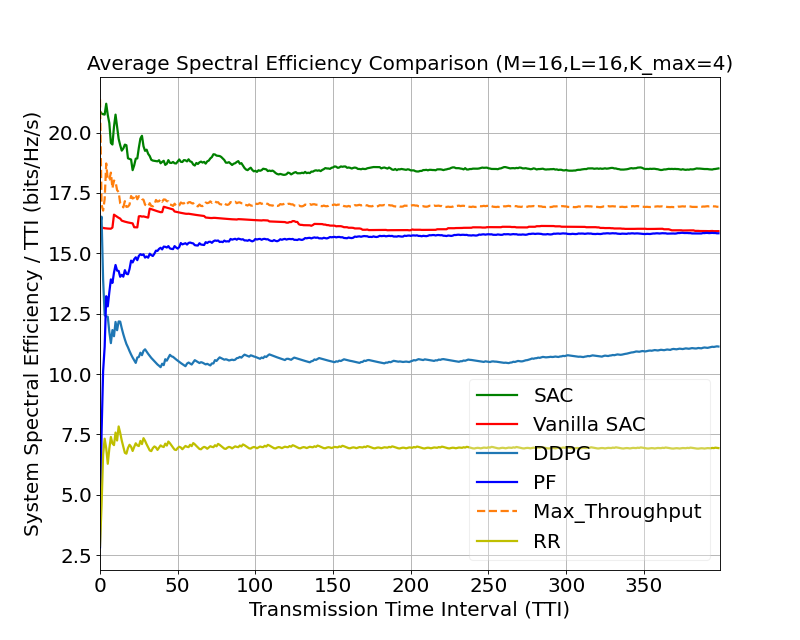 Average Spectral Efficiency Comparison (M=16,L=16,K_max=4)
System Spectral Efficiency / TTI (bits/Hz/s)
20.0
17.5
15.0
12.5
10.0
7.5
5.0
2.5
SAC
Vanilla SAC
DDPG
PF
Max_Throughput
RR
0 50 100 150 200 250 300 350
Transmission Time Interval (TTI)